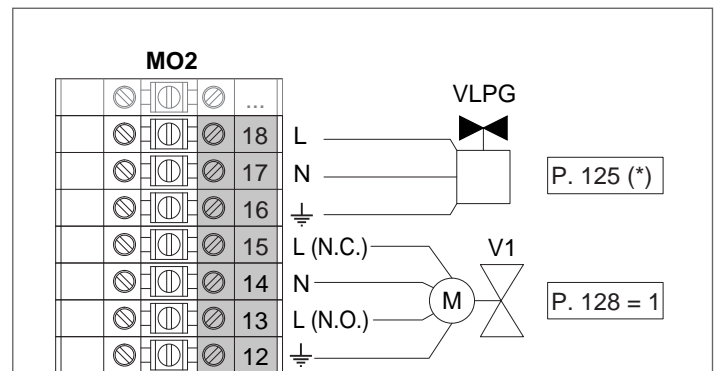 MO2
VLPG
...
18 L
17 N
P. 125 (*)
16
15 L (N.C.)
V1
14 N
M
P. 128 = 1
13 L (N.O.)
12